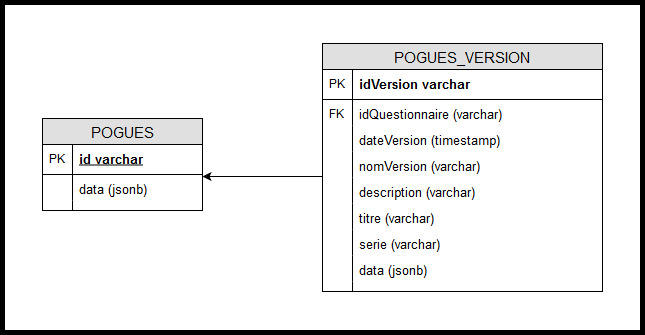 POGUES
PK id varchar
data (jsonb)
POGUES_VERSION
PK idVersion varchar
FK idQuestionnaire (varchar)
dateVersion (timestamp)
nomVersion (varchar)
description (varchar)
titre (varchar)
serie (varchar)
data (jsonb)